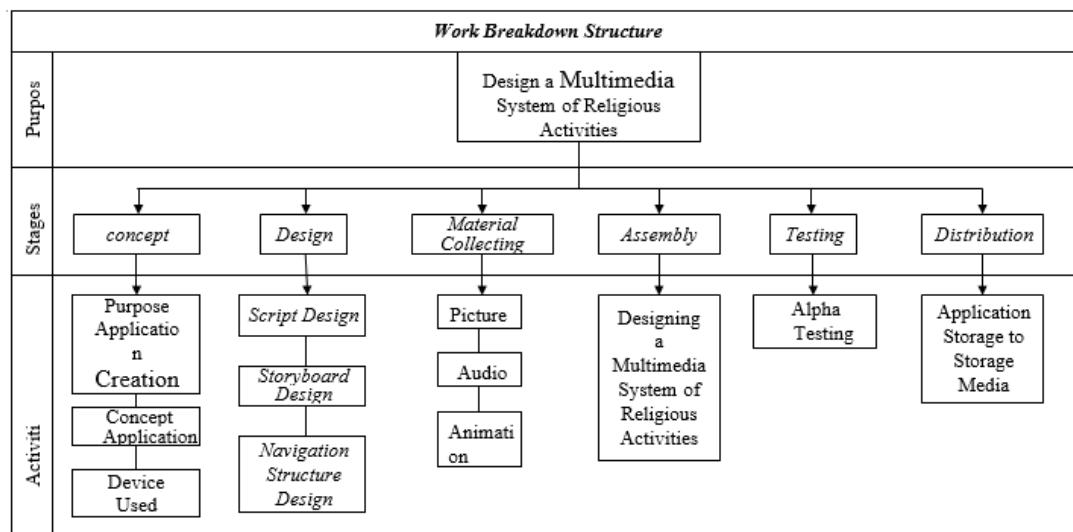 Work Breakdown Structure
Purpos
Design a Multimedia
System of Religious
Activities
Stages
concept
Design
Material
Collecting
Assembly
Testing
Distribution
Activiti
Purpose
Application
n
Creation
Concept
Application
Device
Used
Script Design
Storyboard
Design
Navigation
Structure
Design
Picture
Audio
Animati
on
Designing
a
Multimedia
System of
Religious
Activities
Alpha
Testing
Application
Storage to
Storage
Media